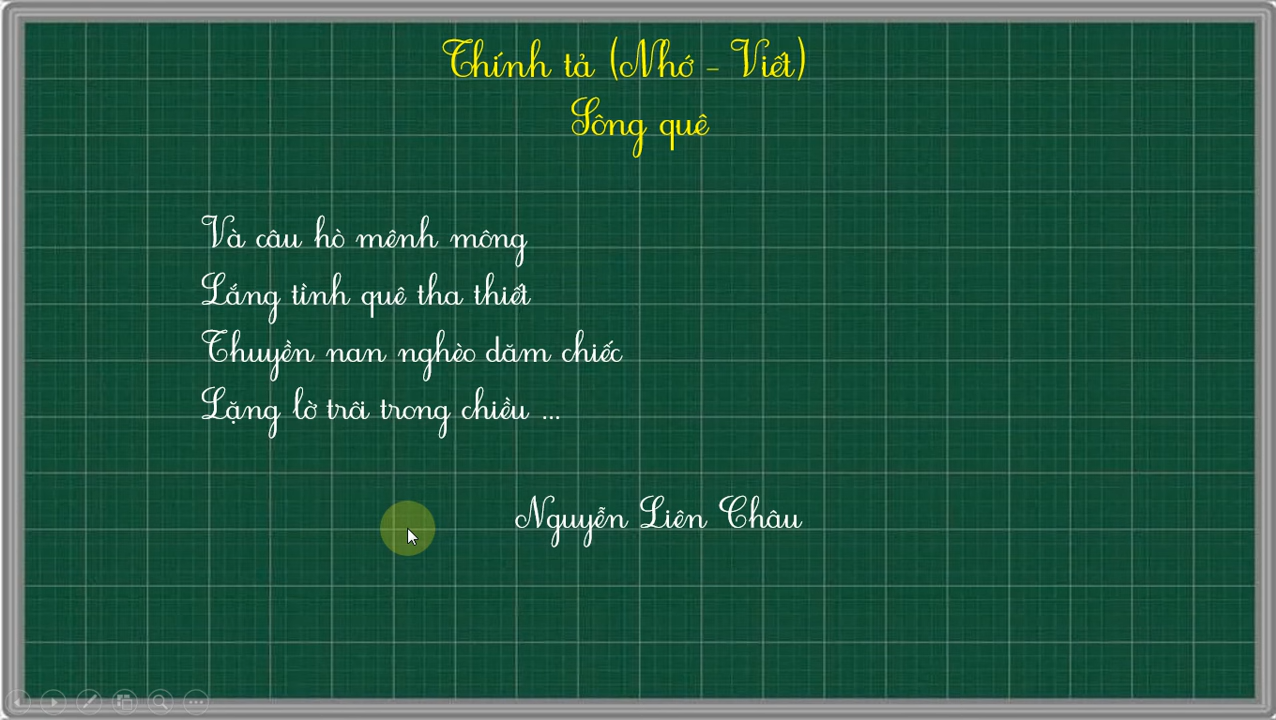 Chính tả (Nhớ - Viết)
Sông quê
Và câu hò mênh mông
Lắng tình quê tha thiết
Thuyền nan nghèo dăm chiếc
Lặng lờ trôi trong chiều ...
Nguyễn Liên Châu